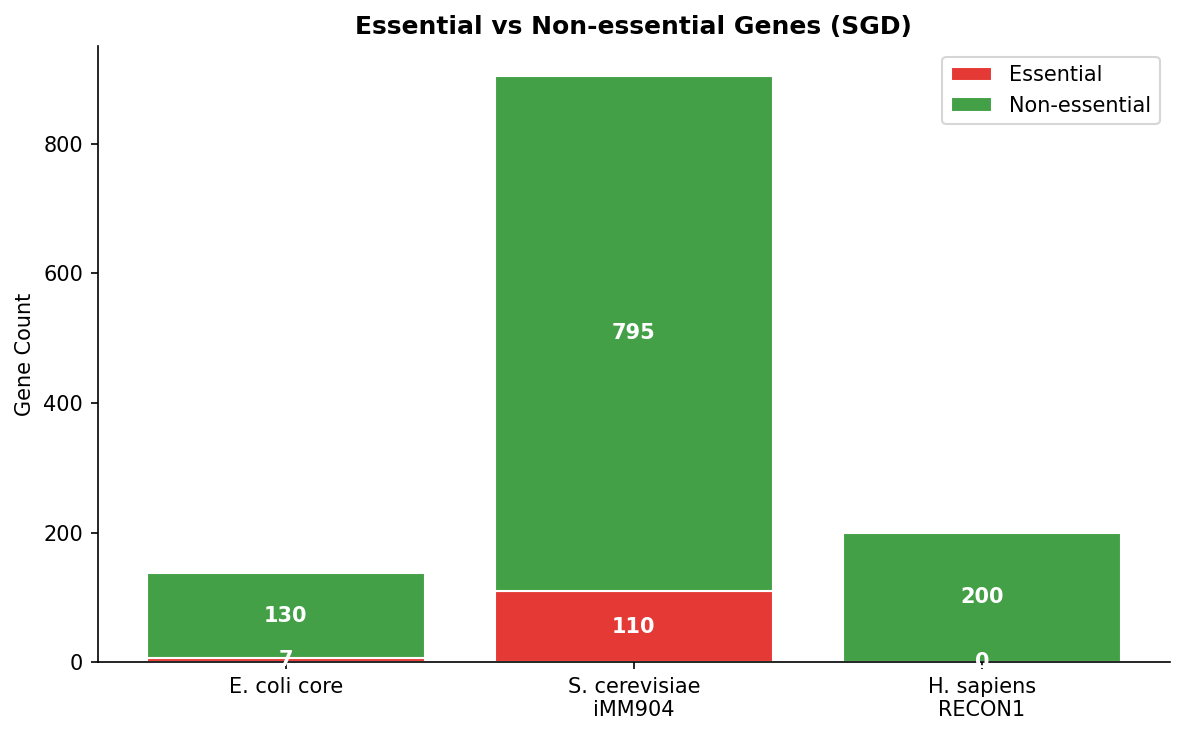 Essential vs Non-essential Genes (SGD)
Essential
Non-essential
Gene Count
800
600
400
200
0
130
7
795
110
200
0
E. coli core
S. cerevisiae
iMM904
H. sapiens
RECON1